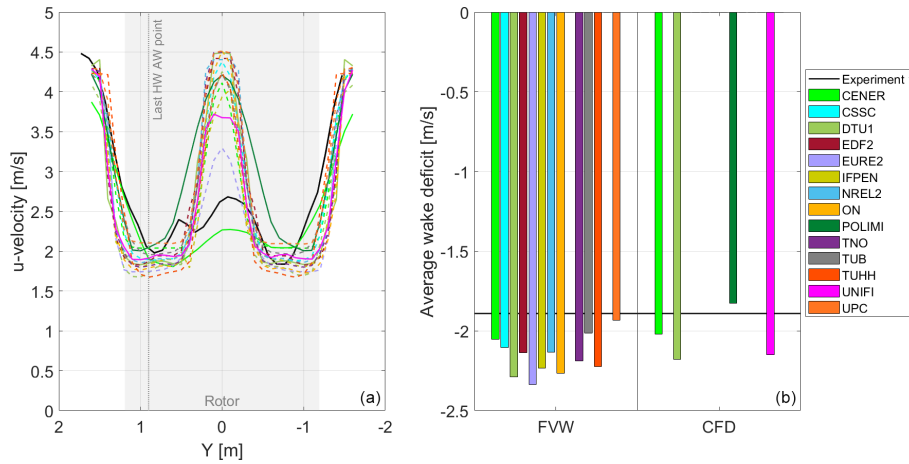 5
4.5
4
3.5
3
2.5
2
1.5
1
0.5
0
u-velocity [m/s]
Last HW AW point
Rotor
(a)
2
1
0
-1
-2
Y [m]
0
-0.5
-1
-1.5
-2
-2.5
Average wake deficit [m/s]
(b)
FVW
CFD
Experiment
CENER
CSSC
DTU1
EDF2
EURE2
IFPEN
NREL2
ON
POLIMI
TNO
TUB
TUHH
UNIFI
UPC